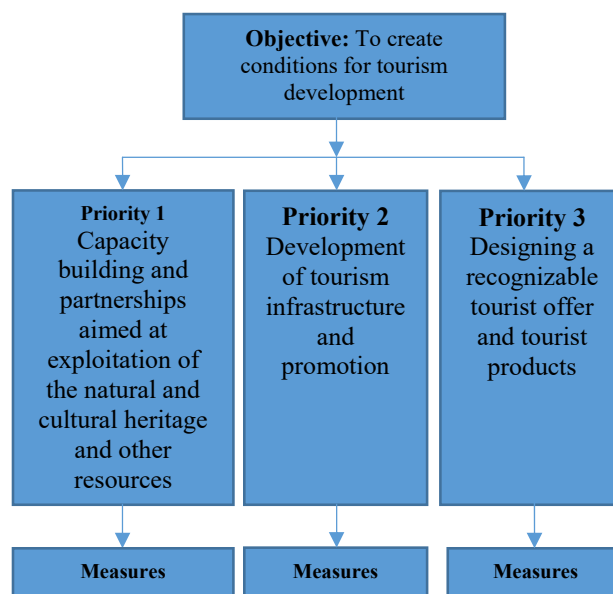 Objective: To create
conditions for tourism
development
Priority 1
Capacity
building and
partnerships
aimed at
exploitation of
the natural and
cultural heritage
and other
resources
Priority 2
Development
of tourism
infrastructure
and
promotion
Priority 3
Designing a
recognizable
tourist offer
and tourist
products
Measures
Measures
Measures